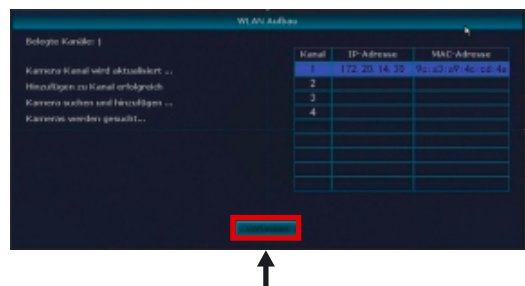 WLAN Aufbau
Belegte Kanäle: 1
Kamera-Kanal wird aktualisiert ...
Hinzufügen zu Kanal erfolgreich
Kamera suchen und hinzufügen ...
Kameras werden gesucht...
Kanal IP-Adresse MAC-Adresse
1 172. 20. 14. 20
2
3
4